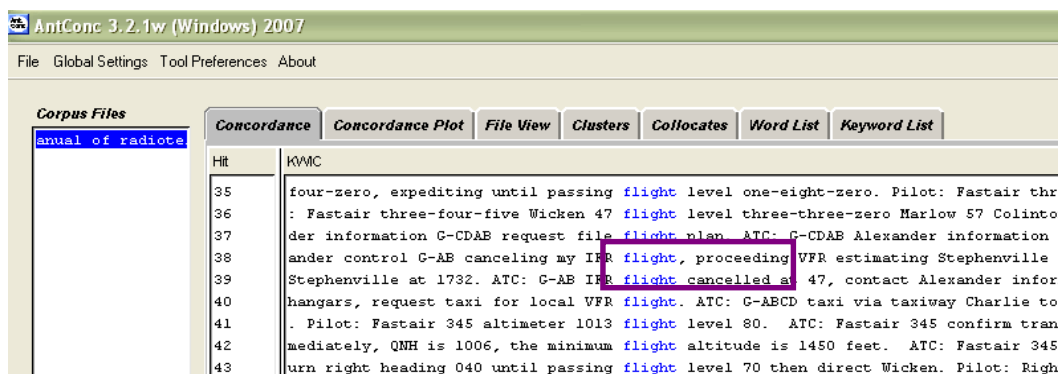 AntConc 3.2.1w (Windows) 2007
File Global Settings Tool Preferences About
Corpus Files
anual of radiote
Concordance Concordance Plot File View Clusters Collocates Word List Keyword List
Hit KWIC
35 four-zero, expediting until passing flight level one-eight-zero. Pilot: Fastair thr
36 : Fastair three-four-five Wicken 47 flight level three-three-zero Marlow 57 Colinto
37 der information G-CDAB request file flight plan. ATC: G-CDAB Alexander information
38 ander control G-AB canceling my IFR flight, proceeding VFR estimating Stephenville
39 Stephenville at 1732. ATC: G-AB IFR flight cancelled at 47, contact Alexander infor
40 hangars, request taxi for local VFR flight. ATC: G-ABCD taxi via taxiway Charlie to
41 . Pilot: Fastair 345 altimeter 1013 flight level 80. ATC: Fastair 345 confirm tran
42 mediately, QNH is 1006, the minimum flight altitude is 1450 feet. ATC: Fastair 345
43 urn right heading 040 until passing flight level 70 then direct Wicken. Pilot: Righ